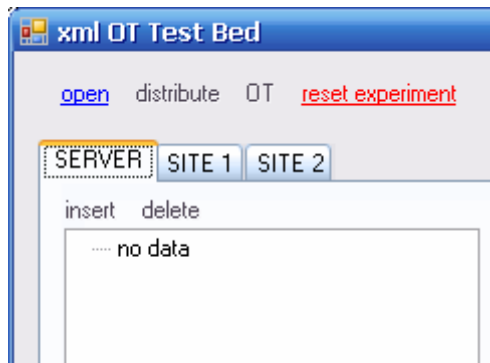 xml OT Test Bed
open distribute OT reset experiment
SERVER SITE 1 SITE 2
insert delete
no data